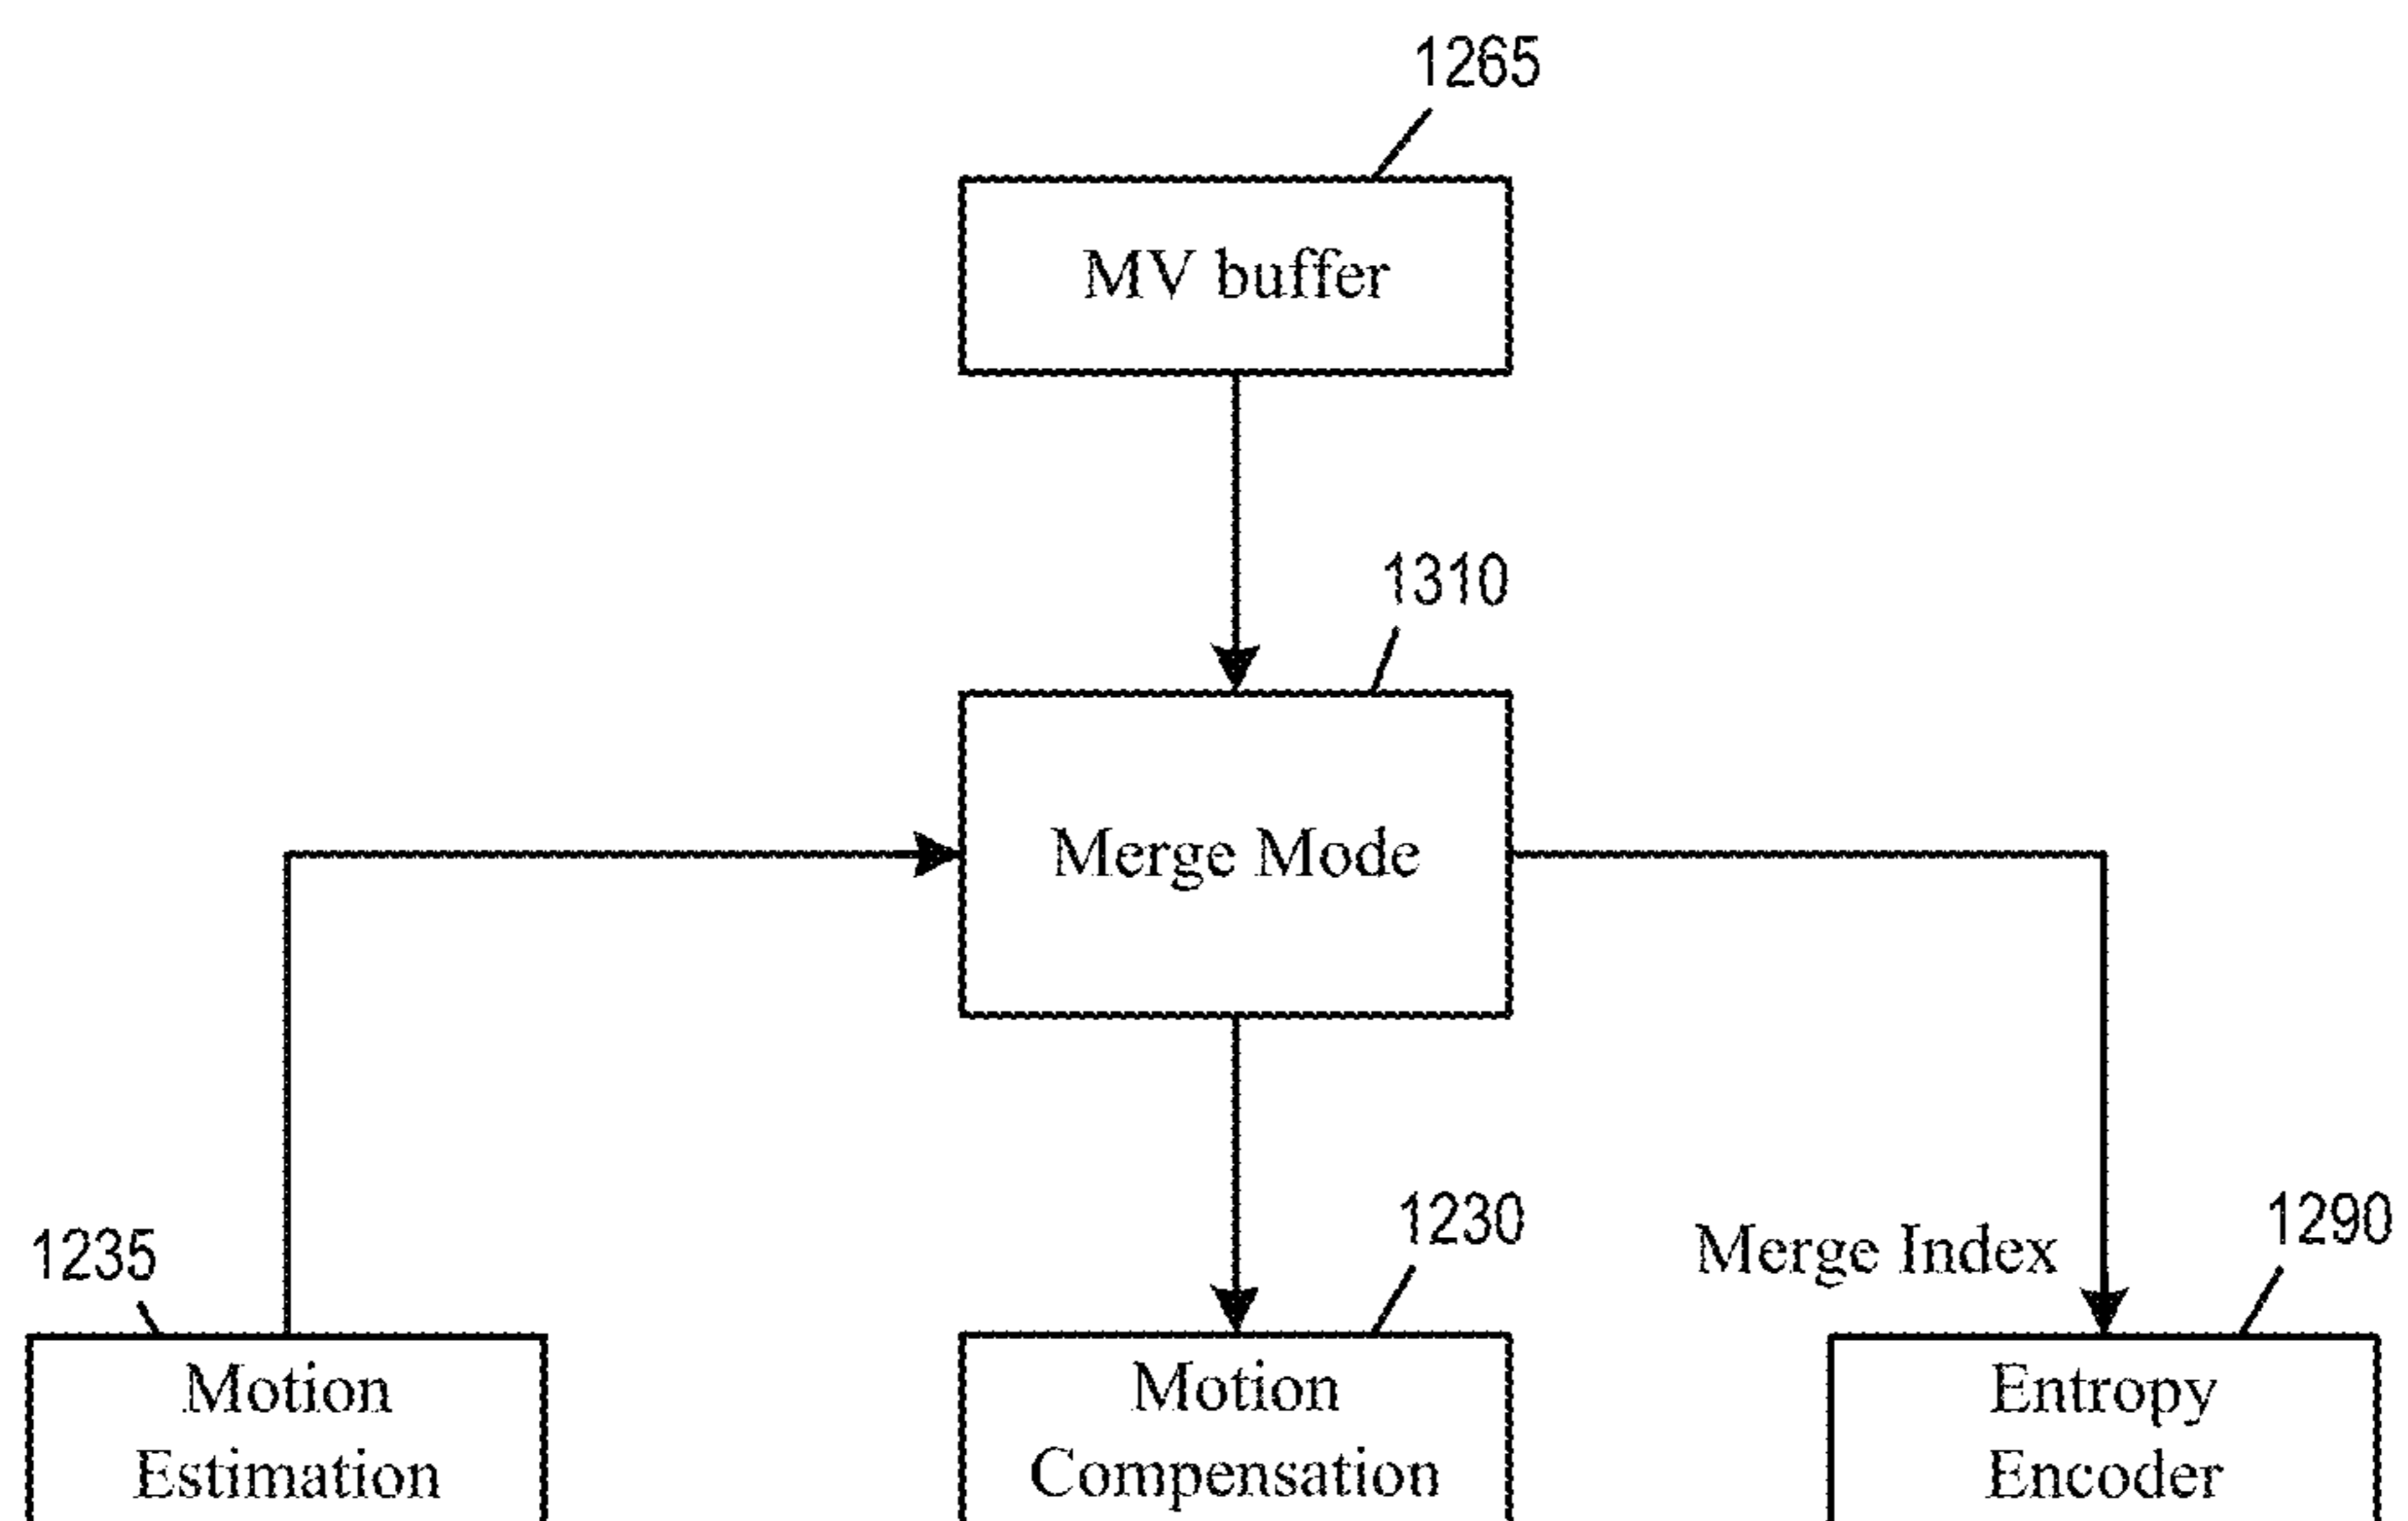 1265
MV buffer
1310
Merge Mode
1235
1230
Merge Index
1290
Motion
Estimation
Motion
Compensation
Entropy
Encoder